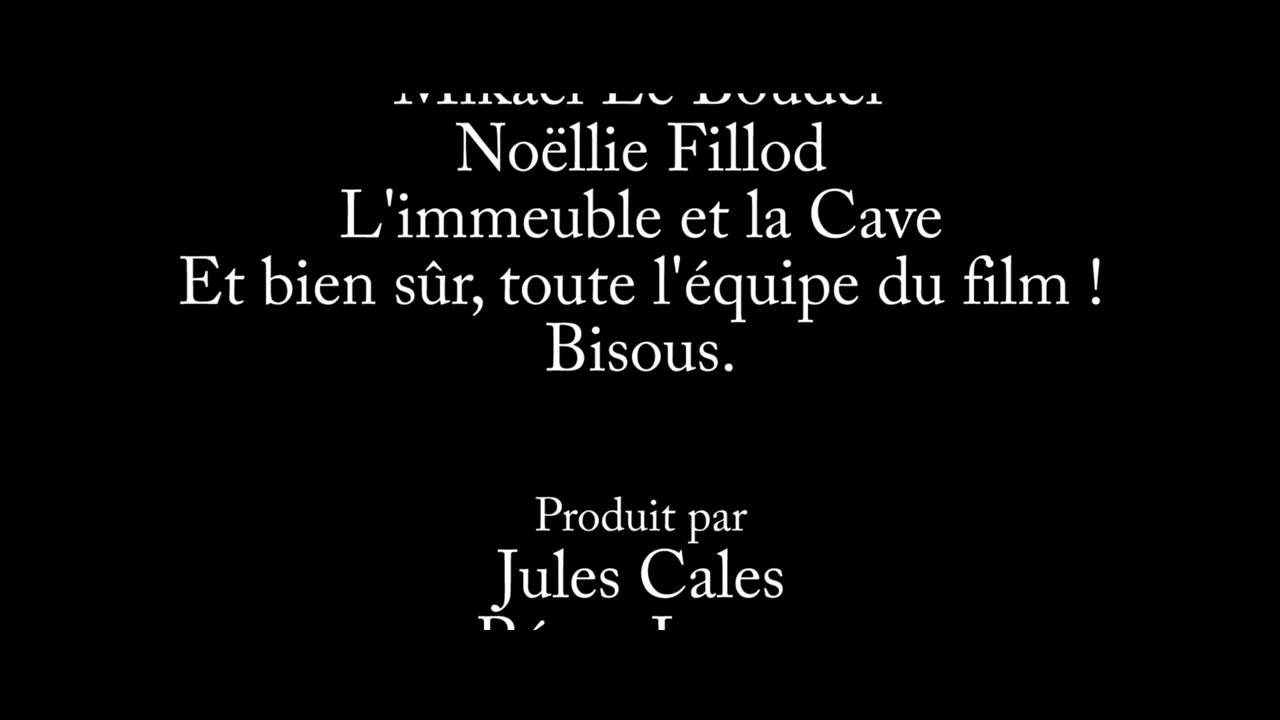 Noëllie Fillod
L'immeuble et la Cave
Et bien sûr, toute l'équipe du film !
Bisous.
Produit par
Jules Cales